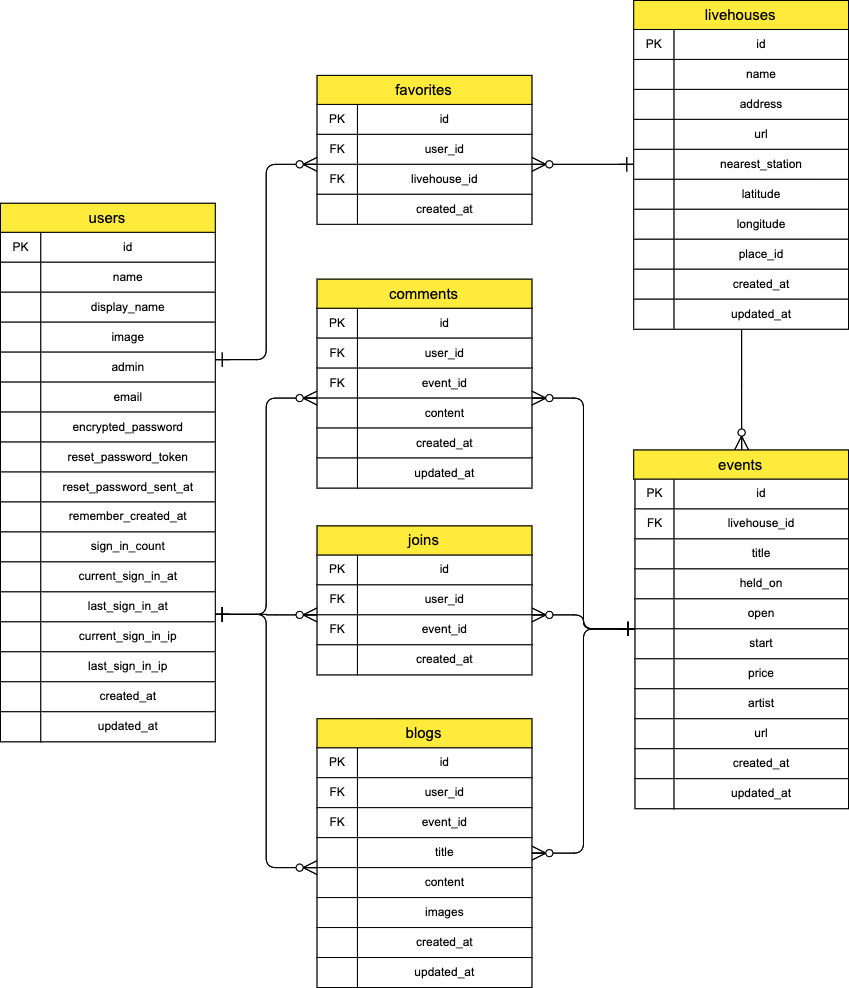 users
PK id
name
display_name
image
admin
email
encrypted_password
reset_password_token
reset_password_sent_at
remember_created_at
sign_in_count
current_sign_in_at
last_sign_in_at
current_sign_in_ip
last_sign_in_ip
created_at
updated_at
favorites
PK id
FK user_id
FK livehouse_id
created_at
comments
PK id
FK user_id
FK event_id
content
created_at
updated_at
joins
PK id
FK user_id
FK event_id
created_at
blogs
PK id
FK user_id
FK event_id
title
content
images
created_at
updated_at
livehouses
PK id
name
address
url
nearest_station
latitude
longitude
place_id
created_at
updated_at
events
PK id
FK livehouse_id
title
held_on
open
start
price
artist
url
created_at
updated_at